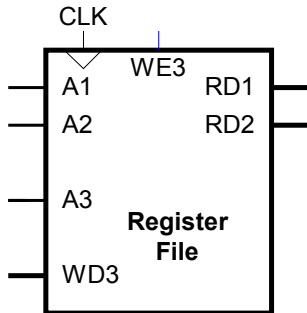 CLK
WE3
A1 RD1
A2 RD2
A3
Register
File
WD3